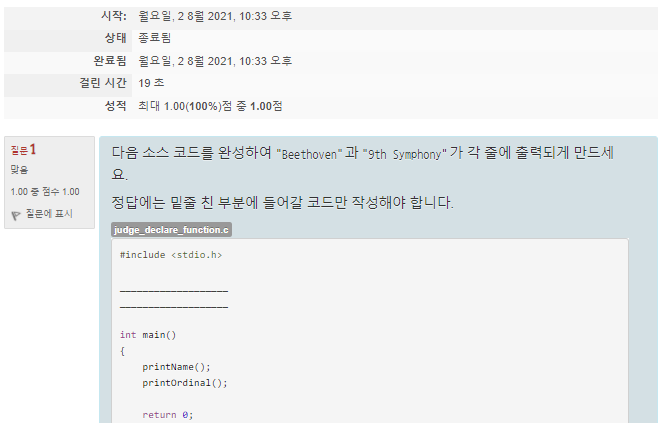 시작: 월요일, 2 8월 2021, 10:33 오후
상태 종료됨
완료됨 월요일, 2 8월 2021, 10:33 오후
걸린 시간 19 초
성적 최대 1.00(100%)점 중 1.00점
질문 1
맞음
1.00 중 점수 1.00
질문에 표시
다음 소스 코드를 완성하여 "Beethoven"과 "9th Symphony"가 각 줄에 출력되게 만드세
요.
정답에는 밑줄 친 부분에 들어갈 코드만 작성해야 합니다.
judge_declare_function.c
#include <stdio.h>
___________________
___________________
int main()
{
printName();
printOrdinal();
return 0;